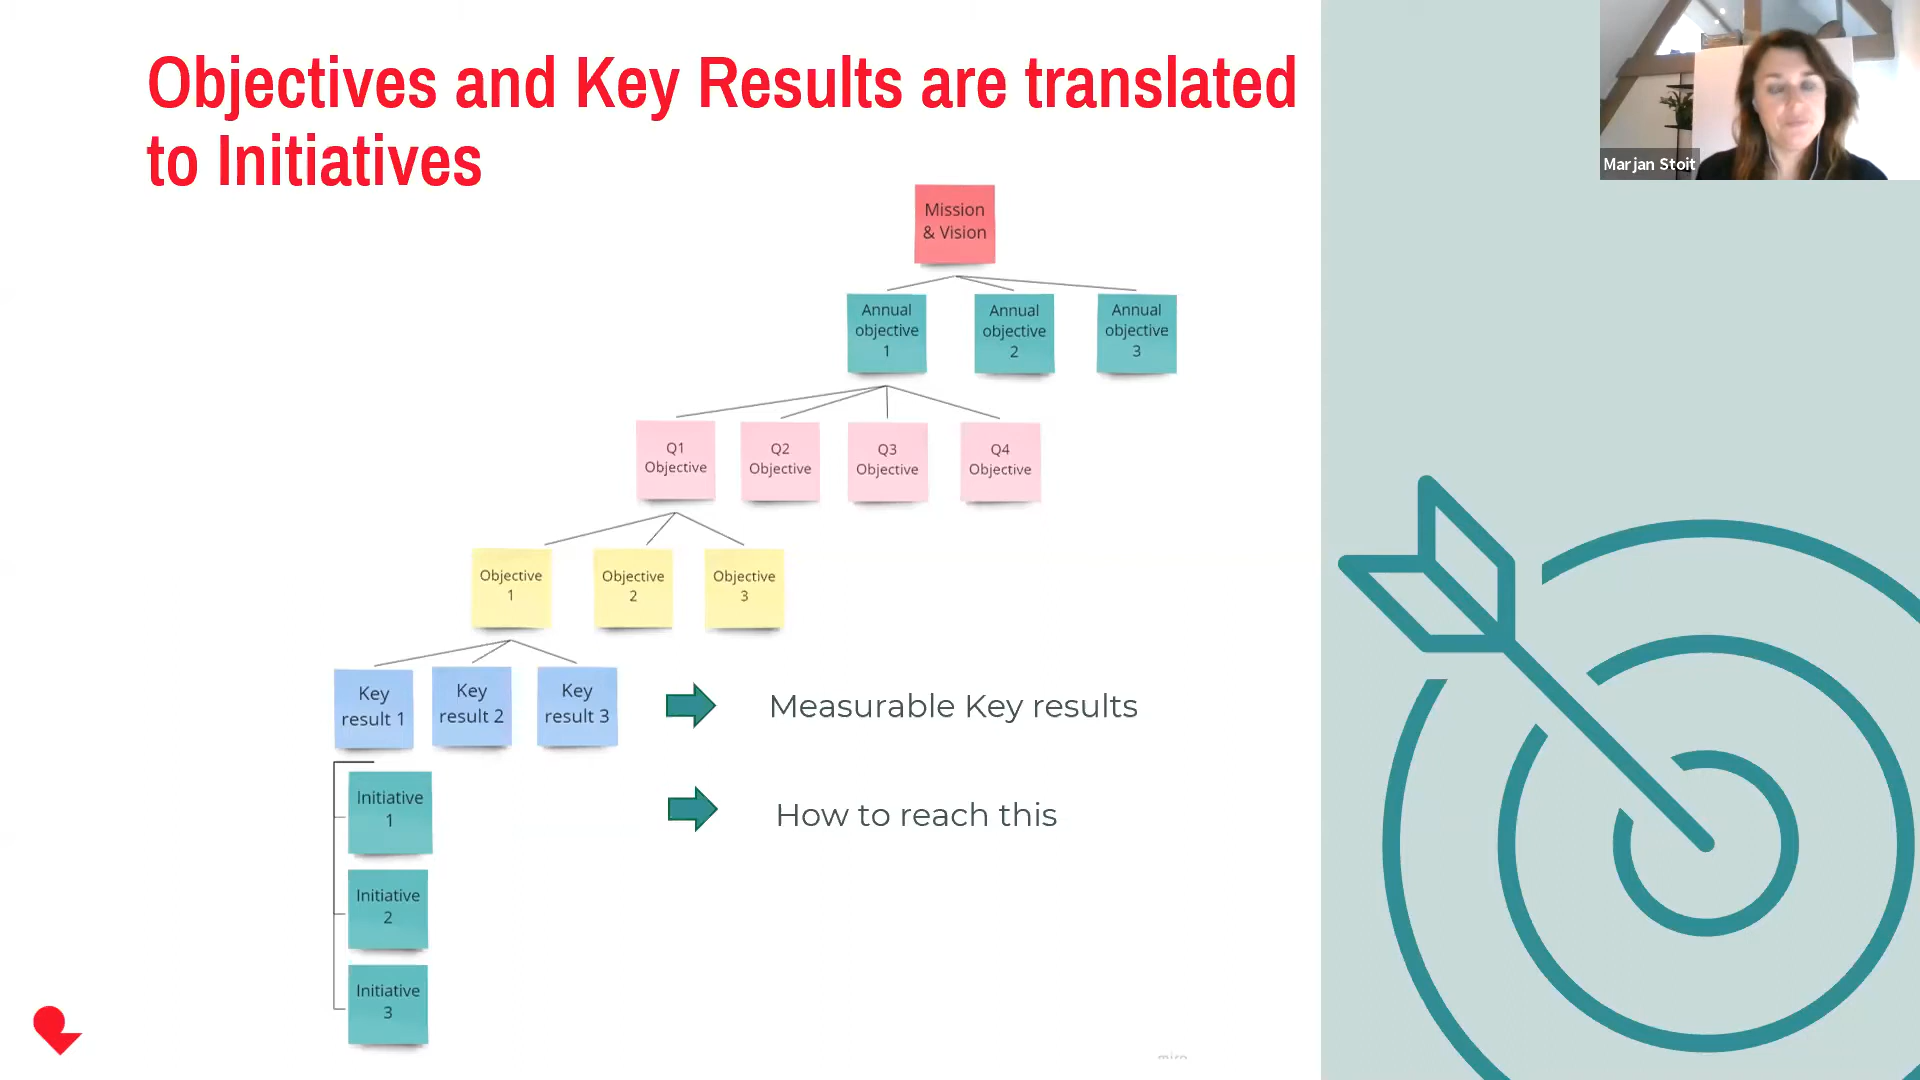 Objectives and Key Results are translated
to Initiatives
Marjan Stoit
Mission
& Vision
Annual
objective
1
Annual
objective
2
Annual
objective
3
Q1
Objective
Q2
Objective
Q3
Objective
Q4
Objective
Objective
1
Objective
2
Objective
3
Key
result 1
Key
result 2
Key
result 3
Measurable Key results
Initiative
1
How to reach this
Initiative
2
Initiative
3